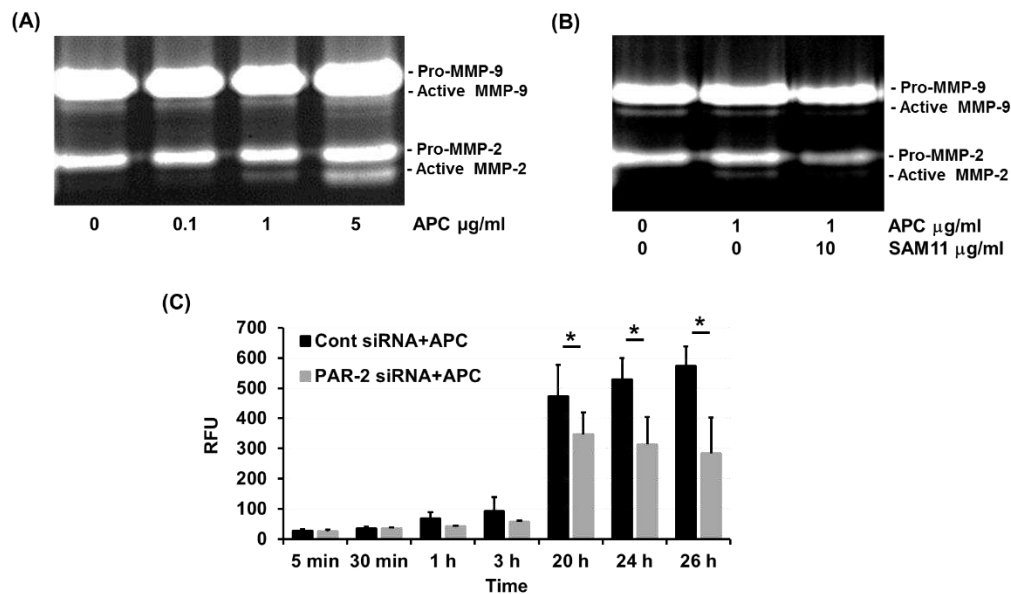 (A)
- Pro-MMP-9
- Active MMP-9
- Pro-MMP-2
- Active MMP-2
0 0.1 1 5 APC µg/ml
(B)
- Pro-MMP-9
- Active MMP-9
- Pro-MMP-2
- Active MMP-2
0 1 1 APC µg/ml
0 0 10 SAM11 µg/ml
(C)
700
600
500
400
300
200
100
0
RFU
Cont siRNA+APC
PAR-2 siRNA+APC
* * *
5 min 30 min 1 h 3 h 20 h 24 h 26 h
Time